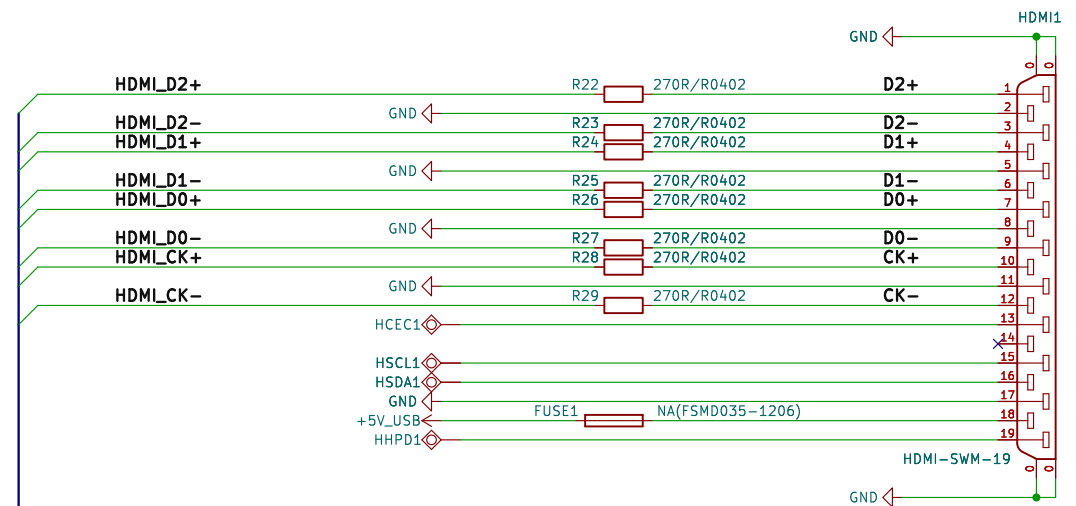 HDMI1
GND
0 0
HDMI_D2+ R22 270R/R0402 D2+ 1
GND 2
HDMI_D2- R23 270R/R0402 D2- 3
HDMI_D1+ R24 270R/R0402 D1+ 4
GND 5
HDMI_D1- R25 270R/R0402 D1- 6
HDMI_D0+ R26 270R/R0402 D0+ 7
GND 8
HDMI_D0- R27 270R/R0402 D0- 9
HDMI_CK+ R28 270R/R0402 CK+ 10
GND 11
HDMI_CK- R29 270R/R0402 CK- 12
HCEC1 13
14
HSCL1 15
HSDA1 16
GND 17
+5V_USB FUSE1 NA(FSMD035-1206) 18
HHPD1 19
HDMI-SWM-19
0 0
GND